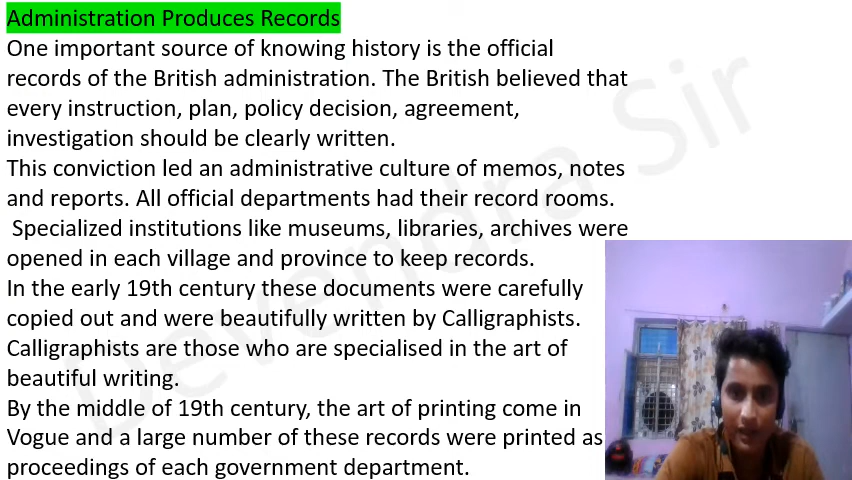 Administration Produces Records
One important source of knowing history is the official
records of the British administration. The British believed that
every instruction, plan, policy decision, agreement,
investigation should be clearly written.
This conviction led an administrative culture of memos, notes
and reports. All official departments had their record rooms.
Specialized institutions like museums, libraries, archives were
opened in each village and province to keep records.
In the early 19th century these documents were carefully
copied out and were beautifully written by Calligraphists.
Calligraphists are those who are specialised in the art of
beautiful writing.
By the middle of 19th century, the art of printing come in
Vogue and a large number of these records were printed as
proceedings of each government department.
Devendra Sir